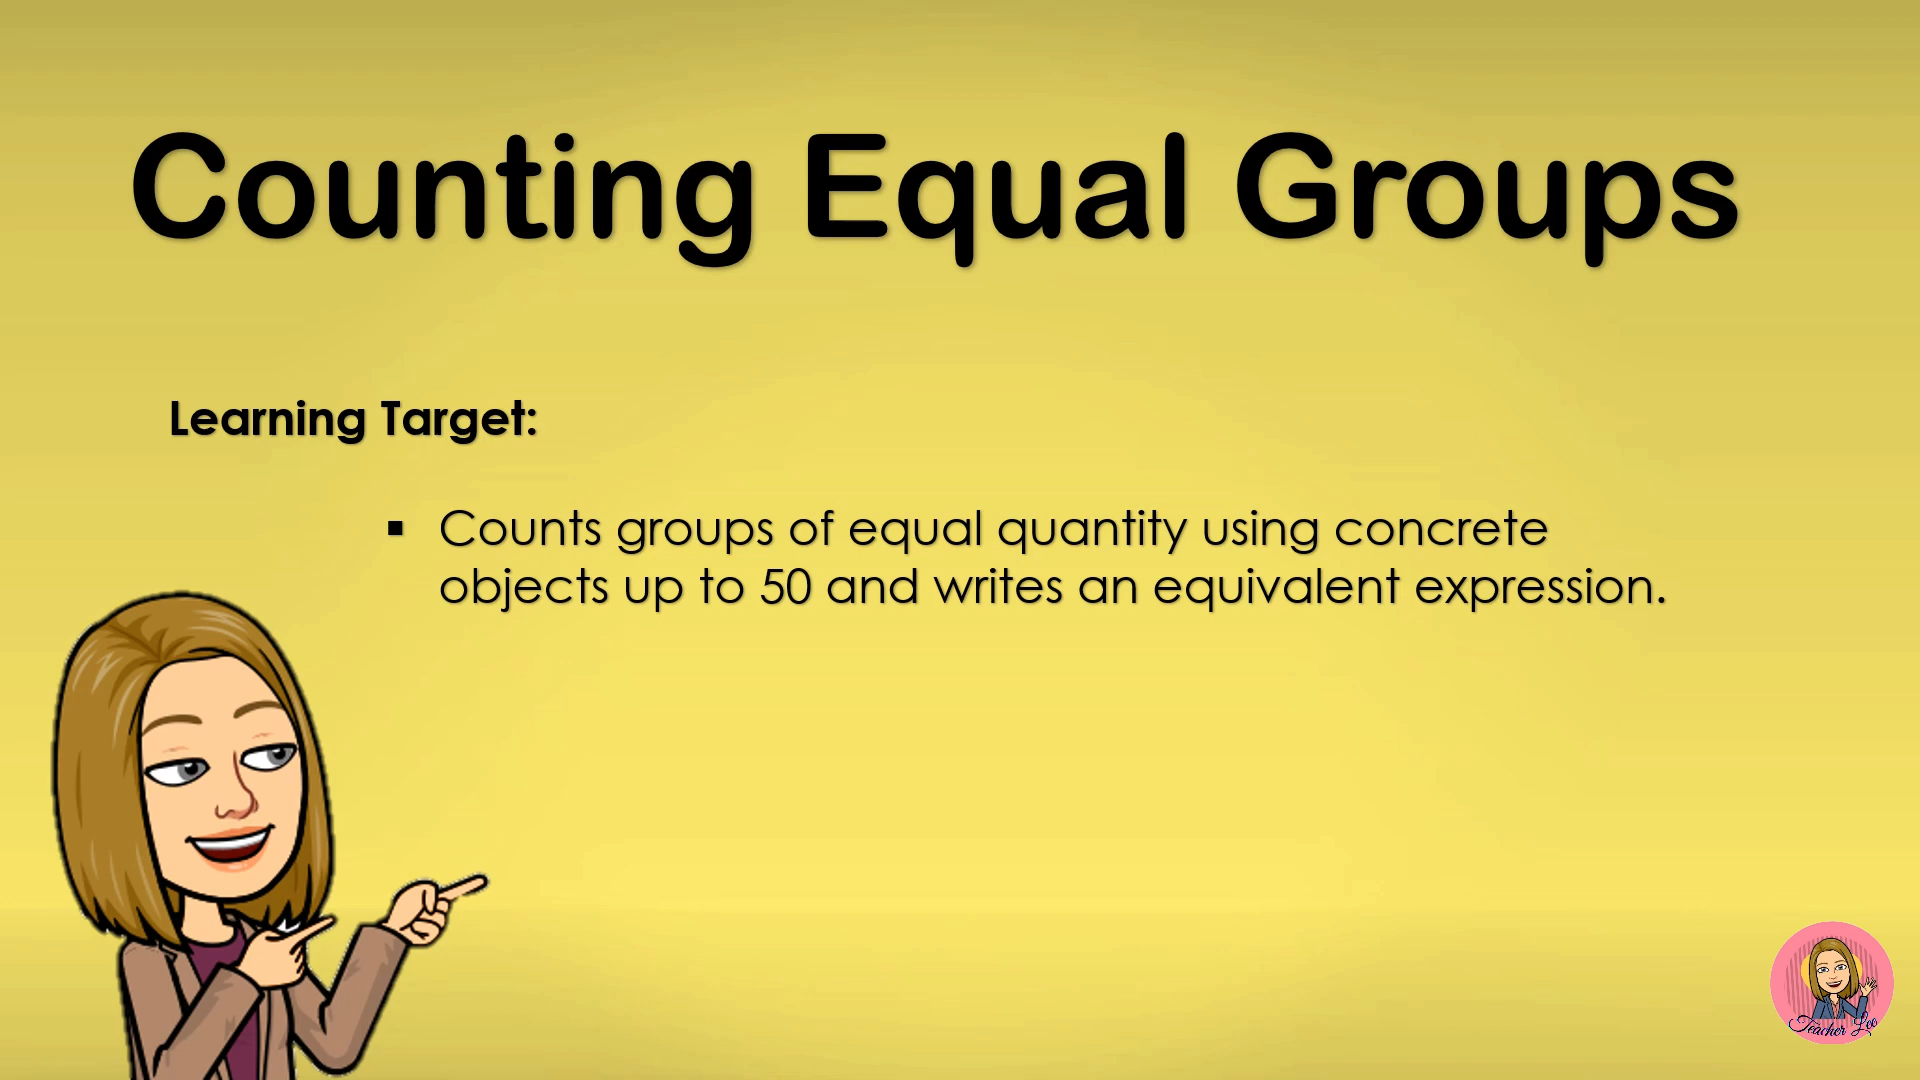 Counting Equal Groups
Learning Target:
▪ Counts groups of equal quantity using concrete
objects up to 50 and writes an equivalent expression.
Teacher Lee